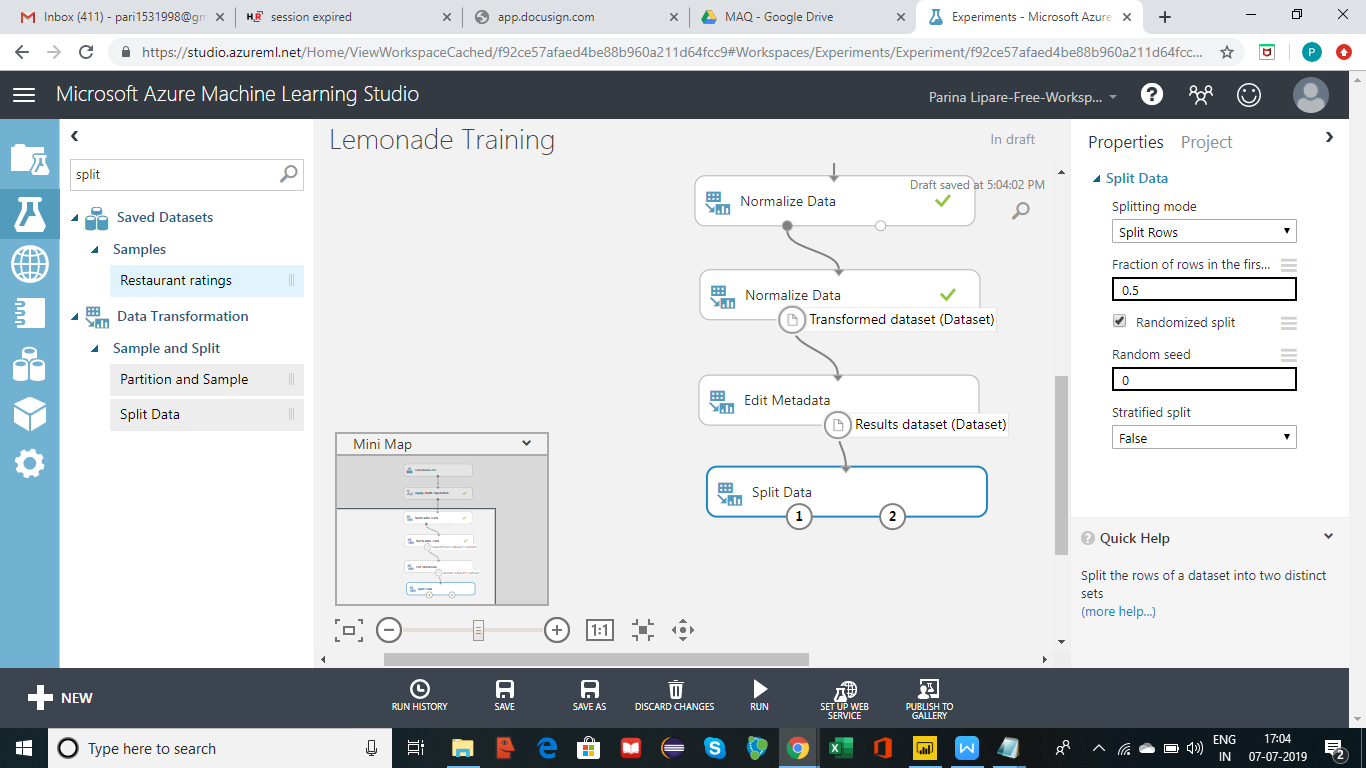 Inbox (411) - pari1531998@gm
session expired
app.docusign.com
MAQ - Google Drive
Experiments - Microsoft Azure
https://studio.azureml.net/Home/ViewWorkspaceCached/f92ce57afaed4be88b960a211d64fcc9#Workspaces/Experiments/Experiment/f92ce57afaed4be88b960a211d64fcc...
P
Microsoft Azure Machine Learning Studio
Parina Lipare-Free-Worksp...
split
Saved Datasets
Samples
Restaurant ratings
Data Transformation
Sample and Split
Partition and Sample
Split Data
Lemonade Training
In draft
Draft saved at 5:04:02 PM
Normalize Data
Normalize Data
Transformed dataset (Dataset)
Edit Metadata
Results dataset (Dataset)
Split Data
1 2
Mini Map
1:1
Properties Project
Split Data
Splitting mode
Split Rows
Fraction of rows in the firs...
0.5
Randomized split
Random seed
0
Stratified split
False
Quick Help
Split the rows of a dataset into two distinct
sets
(more help...)
NEW
RUN HISTORY
SAVE
SAVE AS
DISCARD CHANGES
RUN
SET UP WEB
SERVICE
PUBLISH TO
GALLERY
Type here to search
ENG
IN
17:04
07-07-2019
2